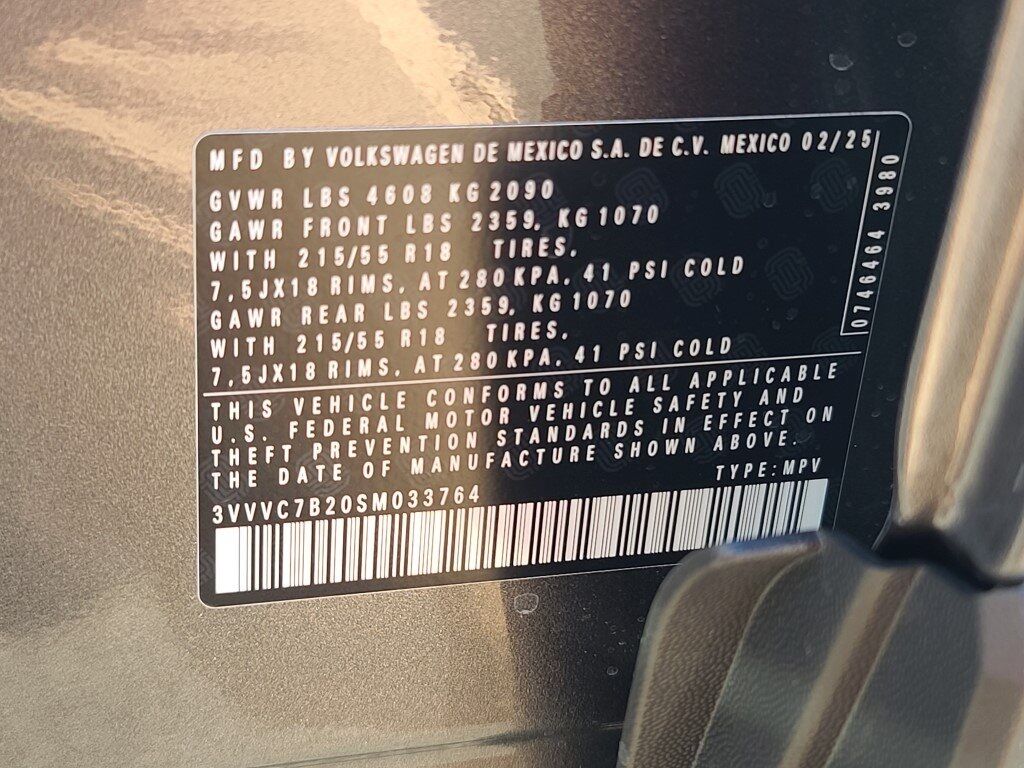 MFD BY VOLKSWAGEN DE MEXICO S.A. DE C.V. MEXICO 02/25
GVWR LBS 4608 KG 2090
GAWR FRONT LBS 2359, KG 1070
WITH 215/55 R18 TIRES,
7,5JX18 RIMS, AT 280 KPA, 41 PSI COLD
GAWR REAR LBS 2359, KG 1070
WITH 215/55 R18 TIRES,
7,5JX18 RIMS, AT 280 KPA, 41 PSI COLD
0746464 3980
THIS VEHICLE CONFORMS TO ALL APPLICABLE
U.S. FEDERAL MOTOR VEHICLE SAFETY AND
THEFT PREVENTION STANDARDS IN EFFECT ON
THE DATE OF MANUFACTURE SHOWN ABOVE.
TYPE: MPV
3VVVC7B20SM033764